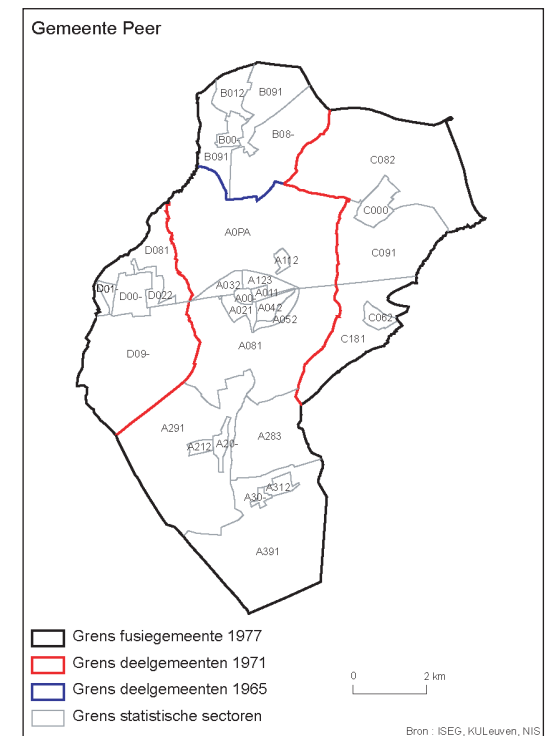 Gemeente Peer
B012
B091
B00-
B08-
B091
C082
C000
A0PA
D081
A112
C091
A032
A123
D01-
D00-
D022
A00-
A011
A021
A042
A052
C062
A081
C181
D09-
A291
A283
A212
A20-
A312
A30-
A391
Grens fusiegemeente 1977
Grens deelgemeenten 1971
Grens deelgemeenten 1965
Grens statistische sectoren
0 2 km
Bron : ISEG, KULeuven, NIS